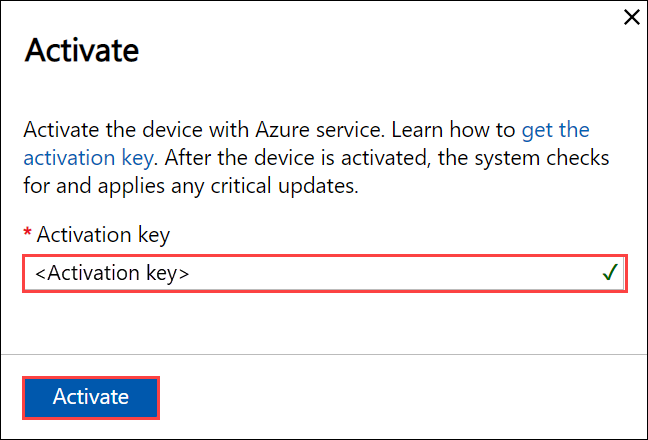 Activate
Activate the device with Azure service. Learn how to get the
activation key. After the device is activated, the system checks
for and applies any critical updates.
* Activation key
<Activation key>
Activate